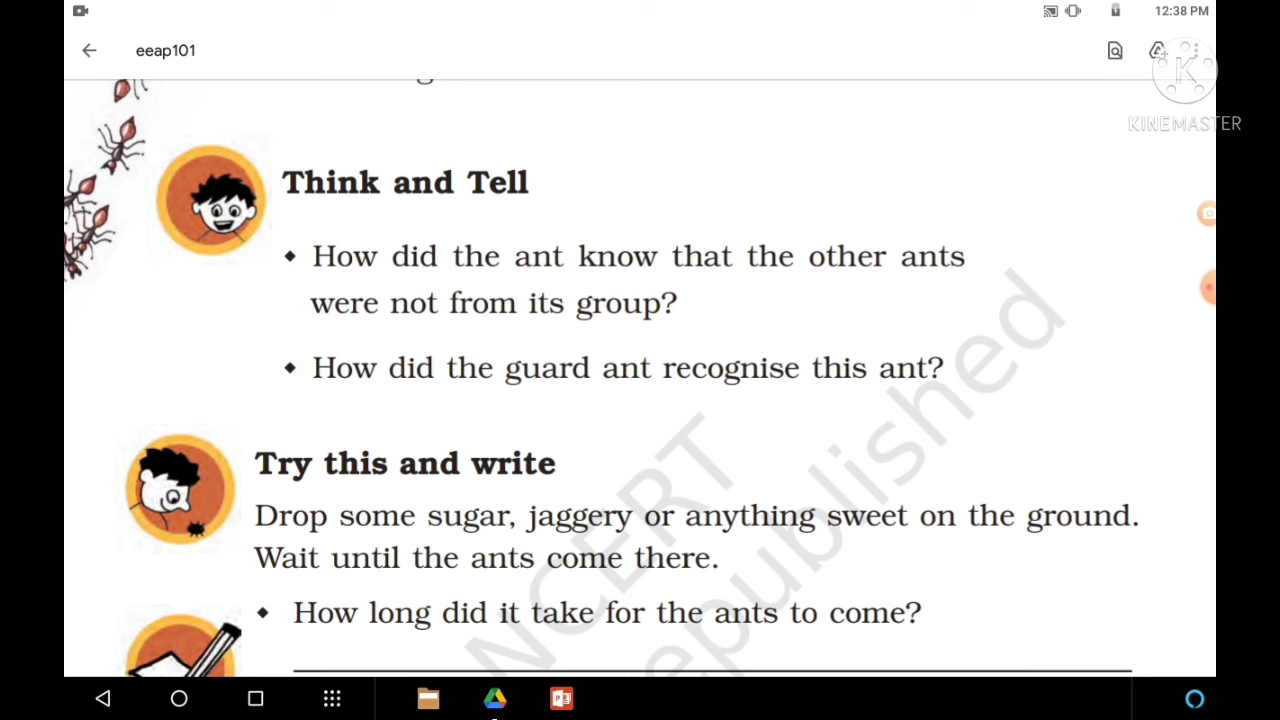 12:38 PM
eeap101
KINEMASTER
Think and Tell
How did the ant know that the other ants
were not from its group?
How did the guard ant recognise this ant?
Try this and write
Drop some sugar, jaggery or anything sweet on the ground.
Wait until the ants come there.
How long did it take for the ants to come?
NCERT
republished